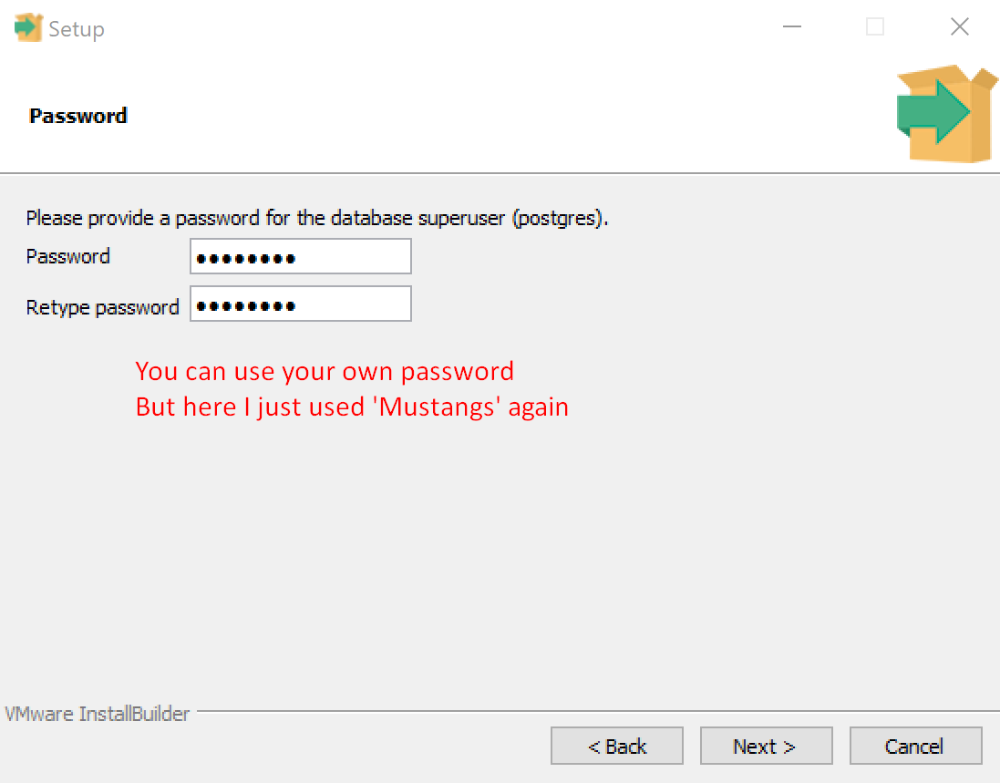 Setup
Password
Please provide a password for the database superuser (postgres).
Password ••••••••
Retype password ••••••••
You can use your own password
But here I just used 'Mustangs' again
VMware InstallBuilder
< Back Next > Cancel